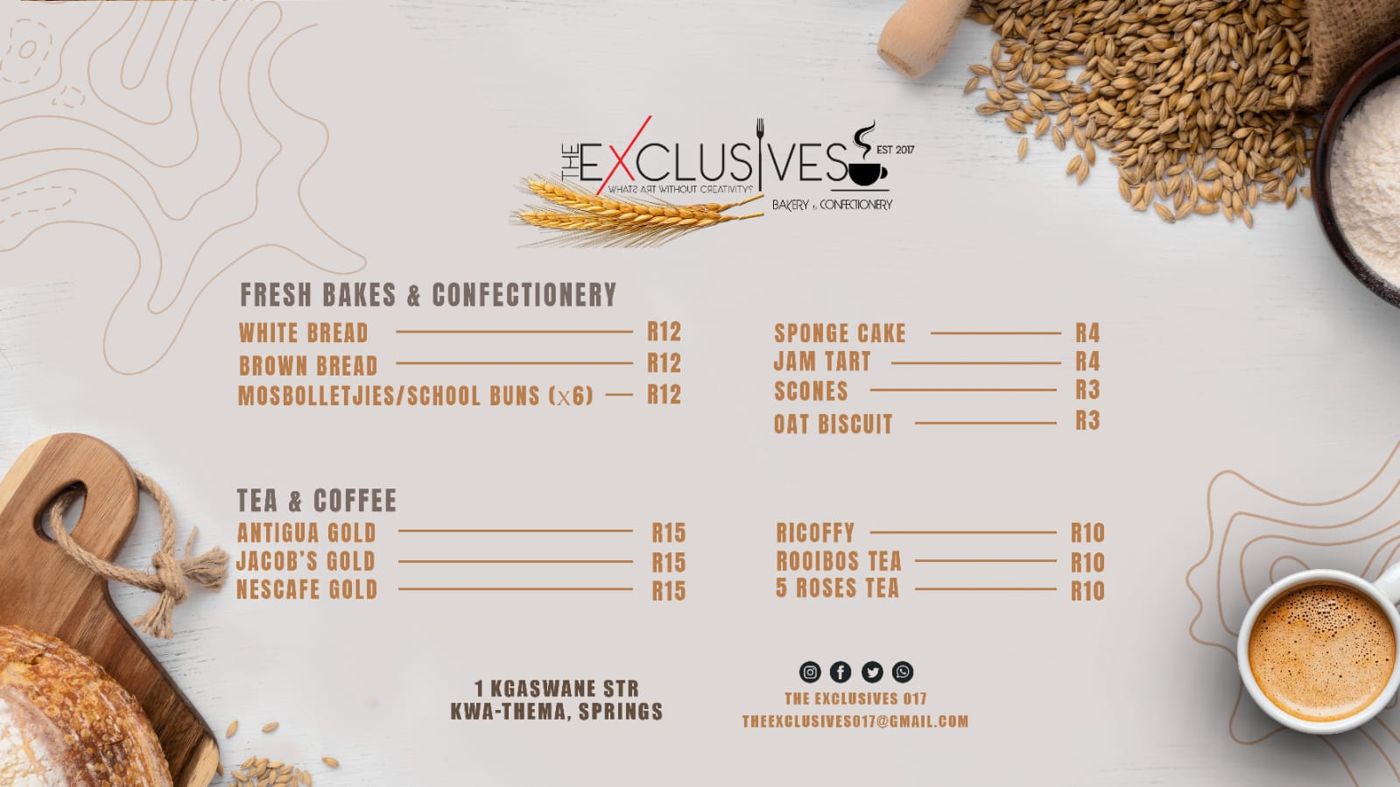 THE EXCLUSIVES EST 2017
WHATS ART WITHOUT CREATIVITY?
BAKERY & CONFECTIONERY
FRESH BAKES & CONFECTIONERY
WHITE BREAD R12
BROWN BREAD R12
MOSBOLLETJIES/SCHOOL BUNS (x6) R12
SPONGE CAKE R4
JAM TART R4
SCONES R3
OAT BISCUIT R3
TEA & COFFEE
ANTIGUA GOLD R15
JACOB'S GOLD R15
NESCAFE GOLD R15
RICOFFY R10
ROOIBOS TEA R10
5 ROSES TEA R10
1 KGASWANE STR
KWA-THEMA, SPRINGS
THE EXCLUSIVES 017
THEEXCLUSIVES017@GMAIL.COM